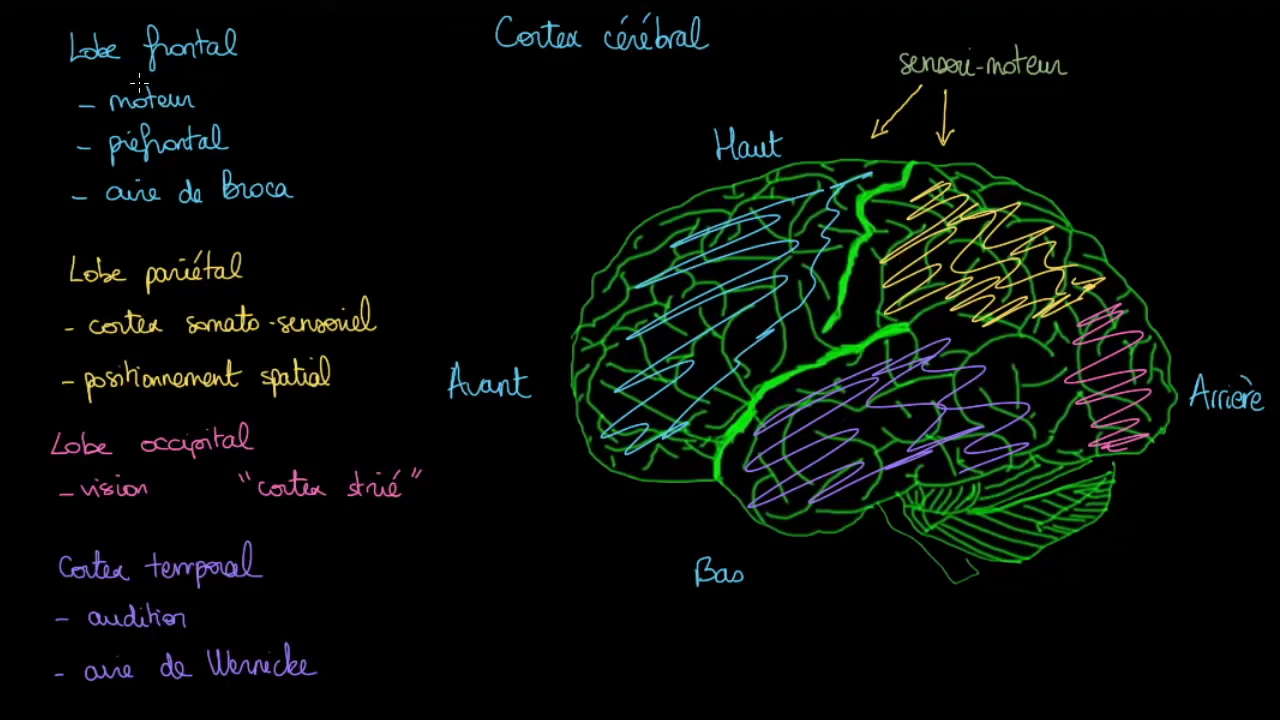 Cortex cérébral
Lobe frontal
- moteur
- préfrontal
- aire de Broca
Lobe pariétal
- cortex somato-sensoriel
- positionnement spatial
Lobe occipital
- vision "cortex strié"
Cortex temporal
- audition
- aire de Wernicke
sensori-moteur
Haut
Avant
Arrière
Bas